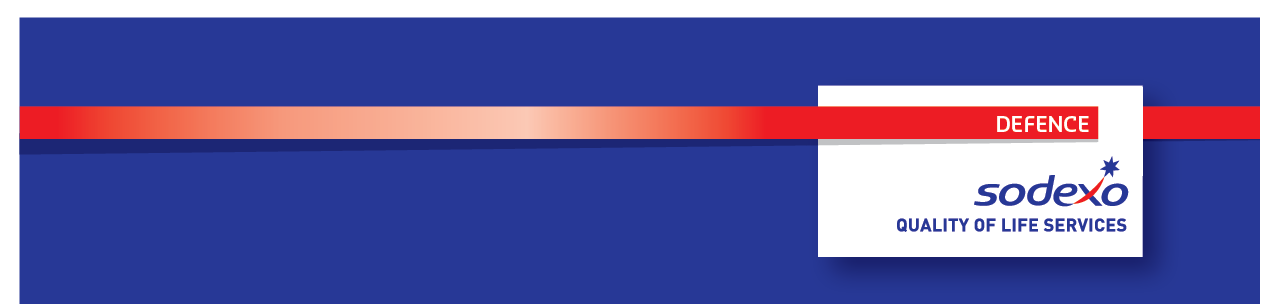 DEFENCE
sodexo
QUALITY OF LIFE SERVICES